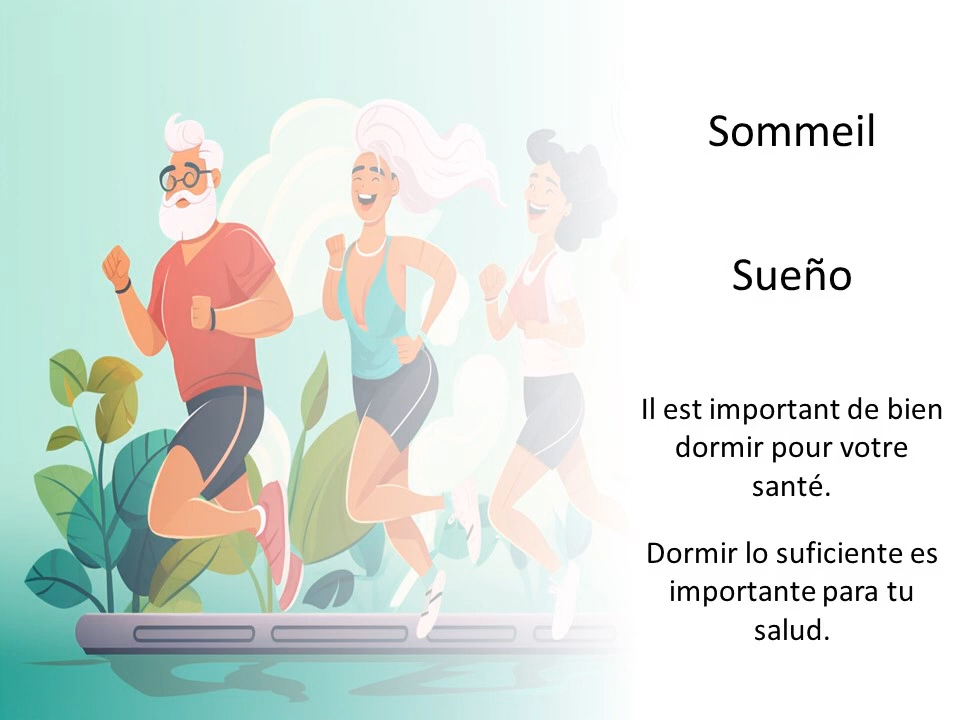 Sommeil
Sueño
Il est important de bien
dormir pour votre
santé.
Dormir lo suficiente es
importante para tu
salud.